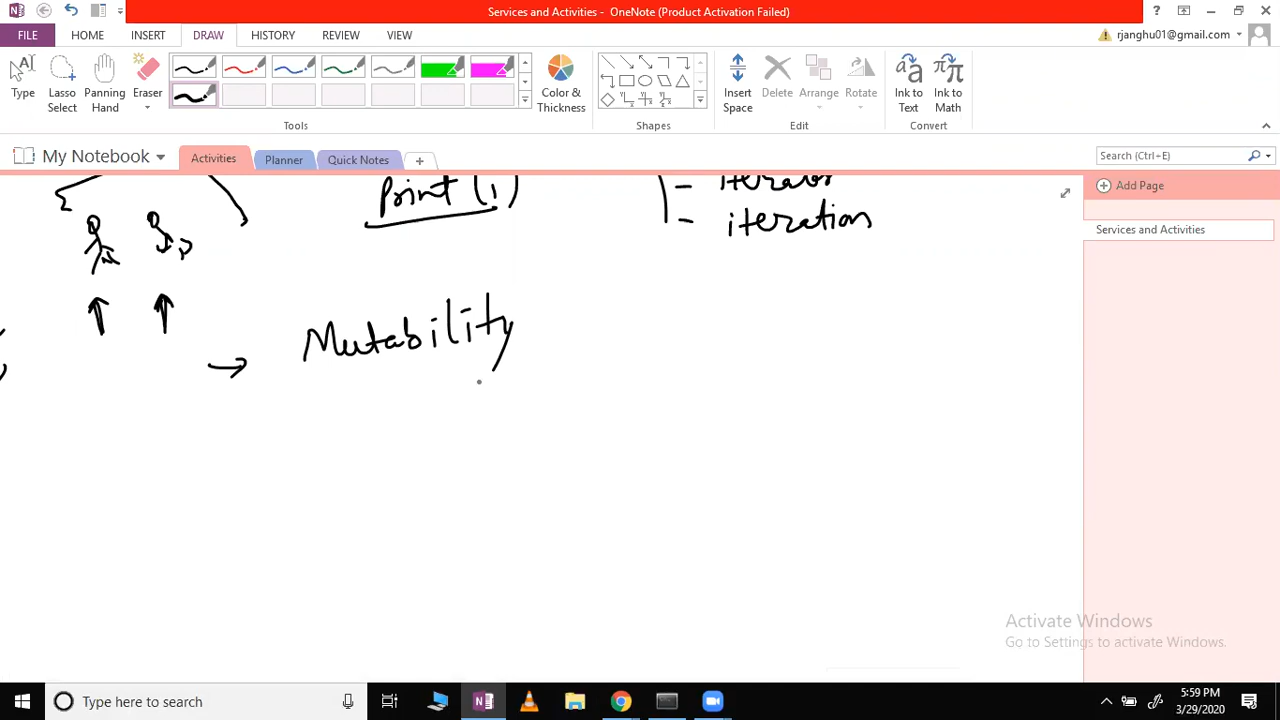 Services and Activities - OneNote (Product Activation Failed)
FILE HOME INSERT DRAW HISTORY REVIEW VIEW
rjanghu01@gmail.com
Type
Lasso Select
Panning Hand
Eraser
Color & Thickness
Insert Space
Delete
Arrange
Rotate
Ink to Text
Ink to Math
Tools
Shapes
Edit
Convert
My Notebook
Activities
Planner
Quick Notes
Search (Ctrl+E)
Add Page
Services and Activities
Print (i)
- iterator
- iteration
→ Mutability
Activate Windows
Go to Settings to activate Windows.
Type here to search
5:59 PM
3/29/2020